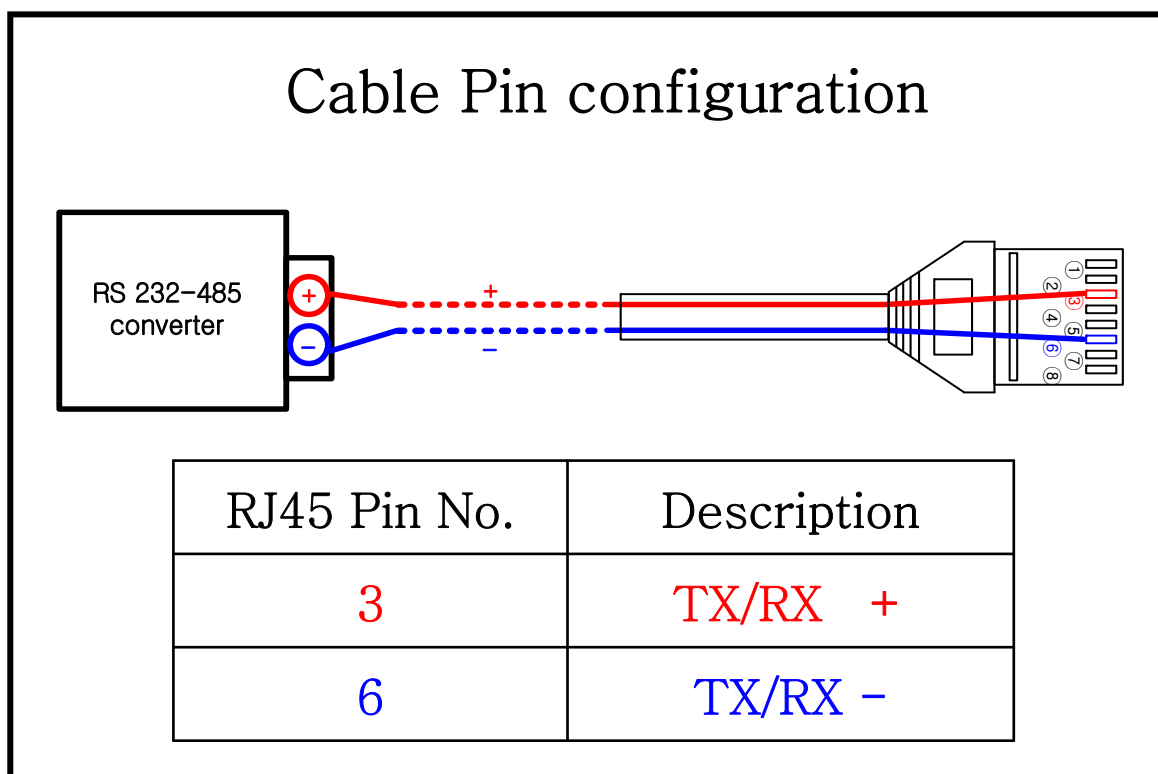 Cable Pin configuration
RS 232-485
converter
+
-
+
-
①
②
③
④
⑤
⑥
⑦
⑧
RJ45 Pin No. Description
3 TX/RX +
6 TX/RX -